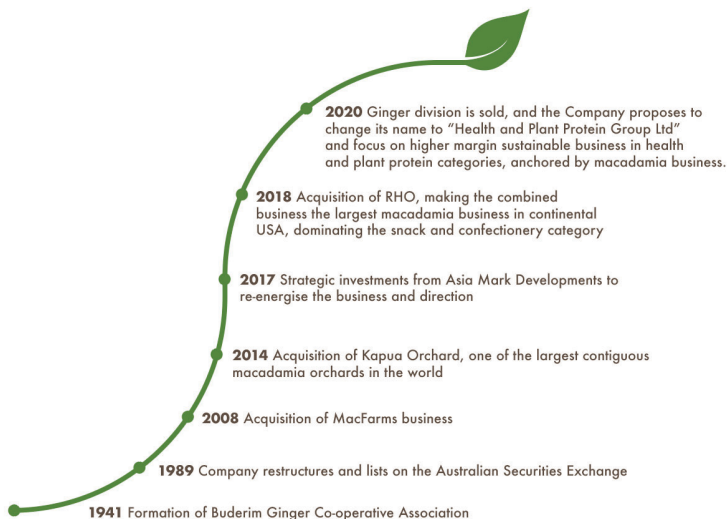 2020 Ginger division is sold, and the Company proposes to
change its name to “Health and Plant Protein Group Ltd”
and focus on higher margin sustainable business in health
and plant protein categories, anchored by macadamia business.
2018 Acquisition of RHO, making the combined
business the largest macadamia business in continental
USA, dominating the snack and confectionery category
2017 Strategic investments from Asia Mark Developments to
re-energise the business and direction
2014 Acquisition of Kapua Orchard, one of the largest contiguous
macadamia orchards in the world
2008 Acquisition of MacFarms business
1989 Company restructures and lists on the Australian Securities Exchange
1941 Formation of Buderim Ginger Co-operative Association